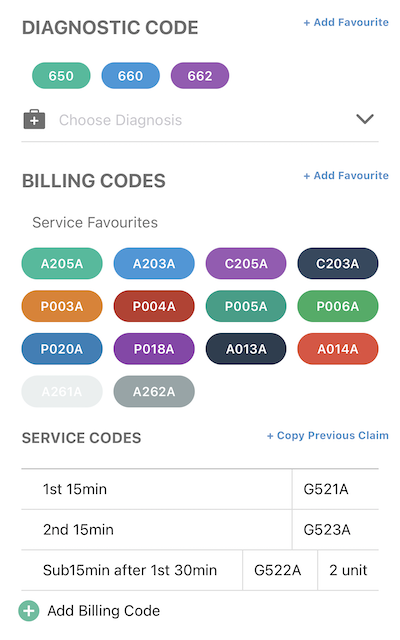 DIAGNOSTIC CODE + Add Favourite
650 660 662
Choose Diagnosis
BILLING CODES + Add Favourite
Service Favourites
A205A A203A C205A C203A
P003A P004A P005A P006A
P020A P018A A013A A014A
A261A A262A
SERVICE CODES + Copy Previous Claim
1st 15min G521A
2nd 15min G523A
Sub15min after 1st 30min G522A 2 unit
Add Billing Code